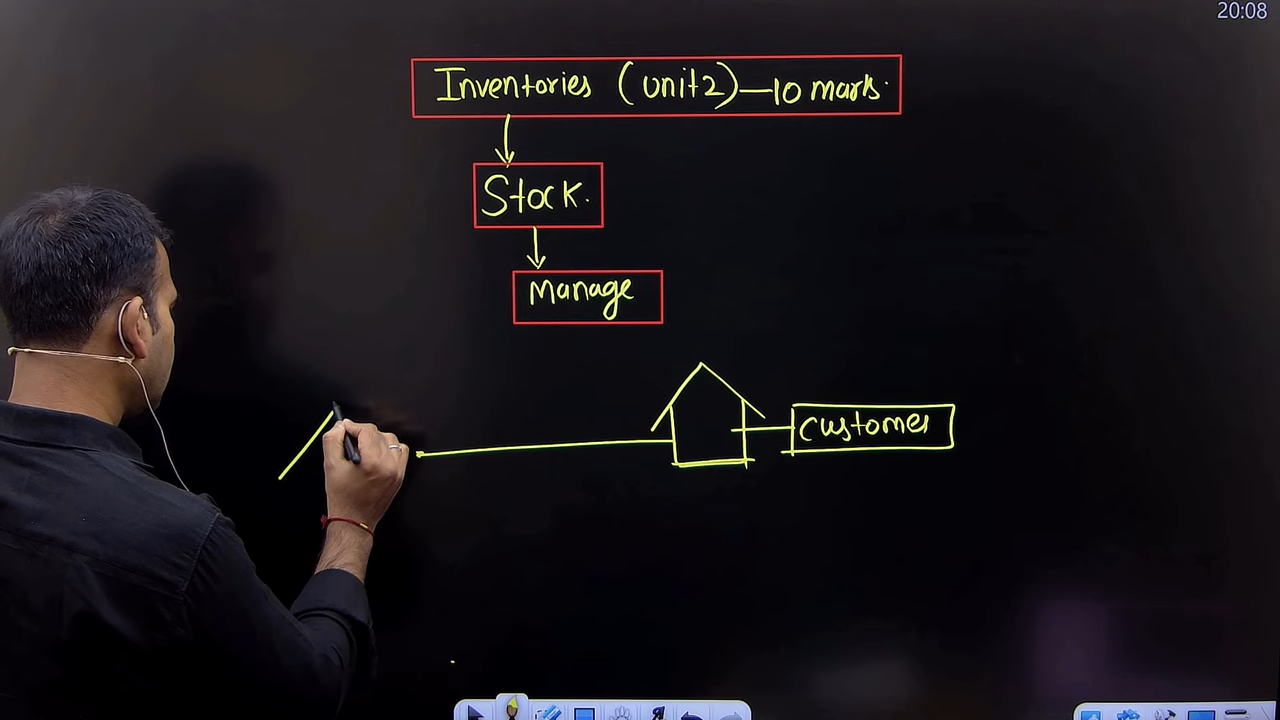 20:08
Inventories (unit2)—10 marks.
Stock.
Manage
customer